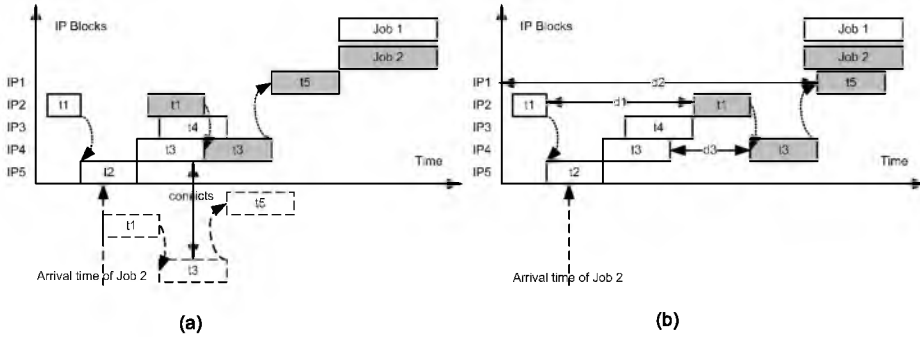 IP Blocks
Job 1
Job 2
IP1
t5
IP2
t1
t1
IP3
t4
IP4
t3
t3
Time
IP5
t2
conflicts
t5
t1
t3
Arrival time of Job 2
(a)
IP Blocks
Job 1
Job 2
IP1
d2
t5
IP2
t1
d1
t1
IP3
t4
IP4
t3
d3
t3
Time
IP5
t2
Arrival time of Job 2
(b)